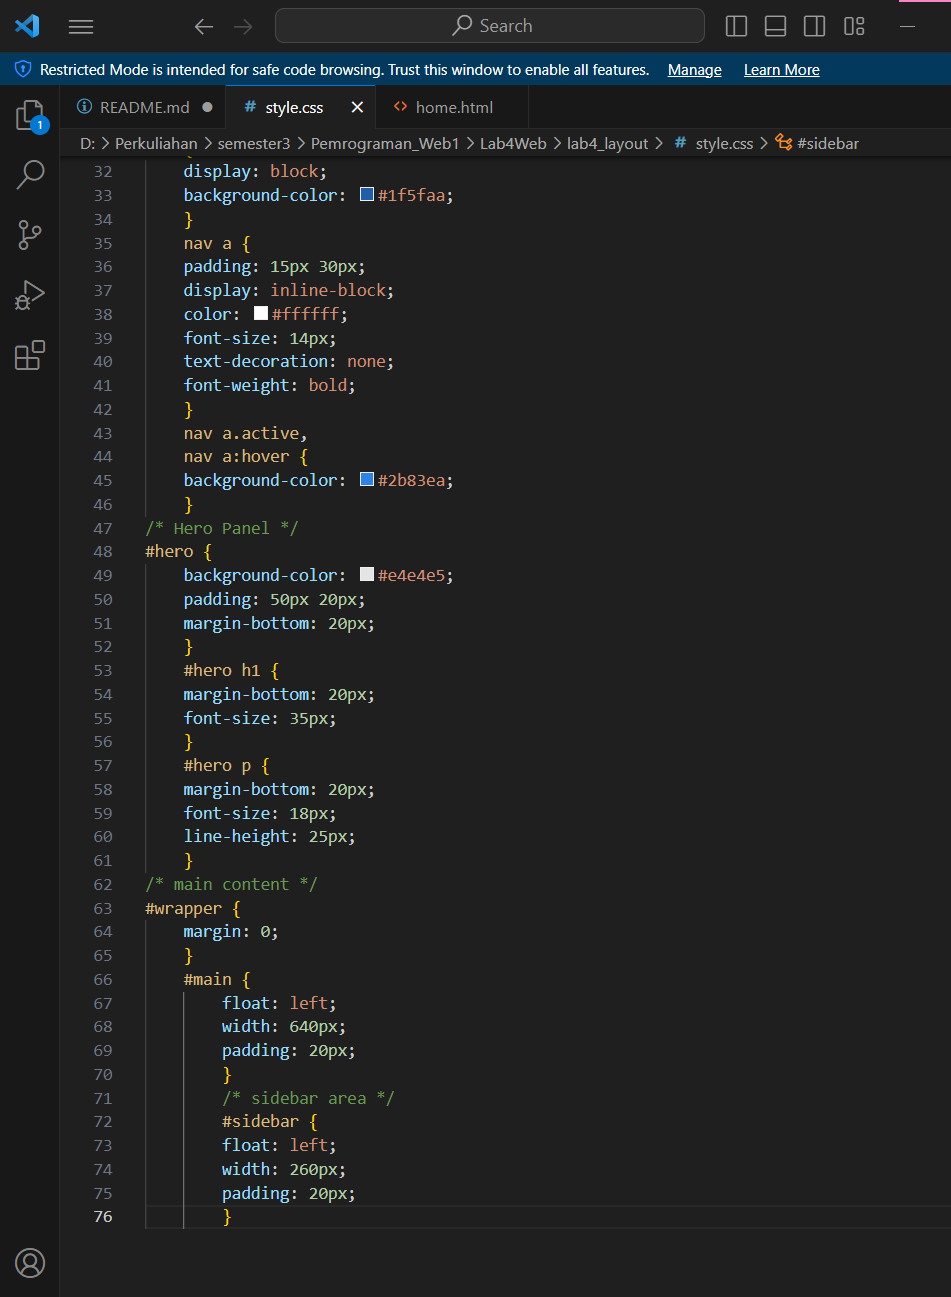 Search
Restricted Mode is intended for safe code browsing. Trust this window to enable all features. Manage Learn More
README.md ● # style.css × <> home.html
1
D: > Perkuliahan > semester3 > Pemrograman_Web1 > Lab4Web > lab4_layout > # style.css > #sidebar
32 display: block;
33 background-color: #1f5faa;
34 }
35 nav a {
36 padding: 15px 30px;
37 display: inline-block;
38 color: #ffffff;
39 font-size: 14px;
40 text-decoration: none;
41 font-weight: bold;
42 }
43 nav a.active,
44 nav a:hover {
45 background-color: #2b83ea;
46 }
47 /* Hero Panel */
48 #hero {
49 background-color: #e4e4e5;
50 padding: 50px 20px;
51 margin-bottom: 20px;
52 }
53 #hero h1 {
54 margin-bottom: 20px;
55 font-size: 35px;
56 }
57 #hero p {
58 margin-bottom: 20px;
59 font-size: 18px;
60 line-height: 25px;
61 }
62 /* main content */
63 #wrapper {
64 margin: 0;
65 }
66 #main {
67 float: left;
68 width: 640px;
69 padding: 20px;
70 }
71 /* sidebar area */
72 #sidebar {
73 float: left;
74 width: 260px;
75 padding: 20px;
76 }